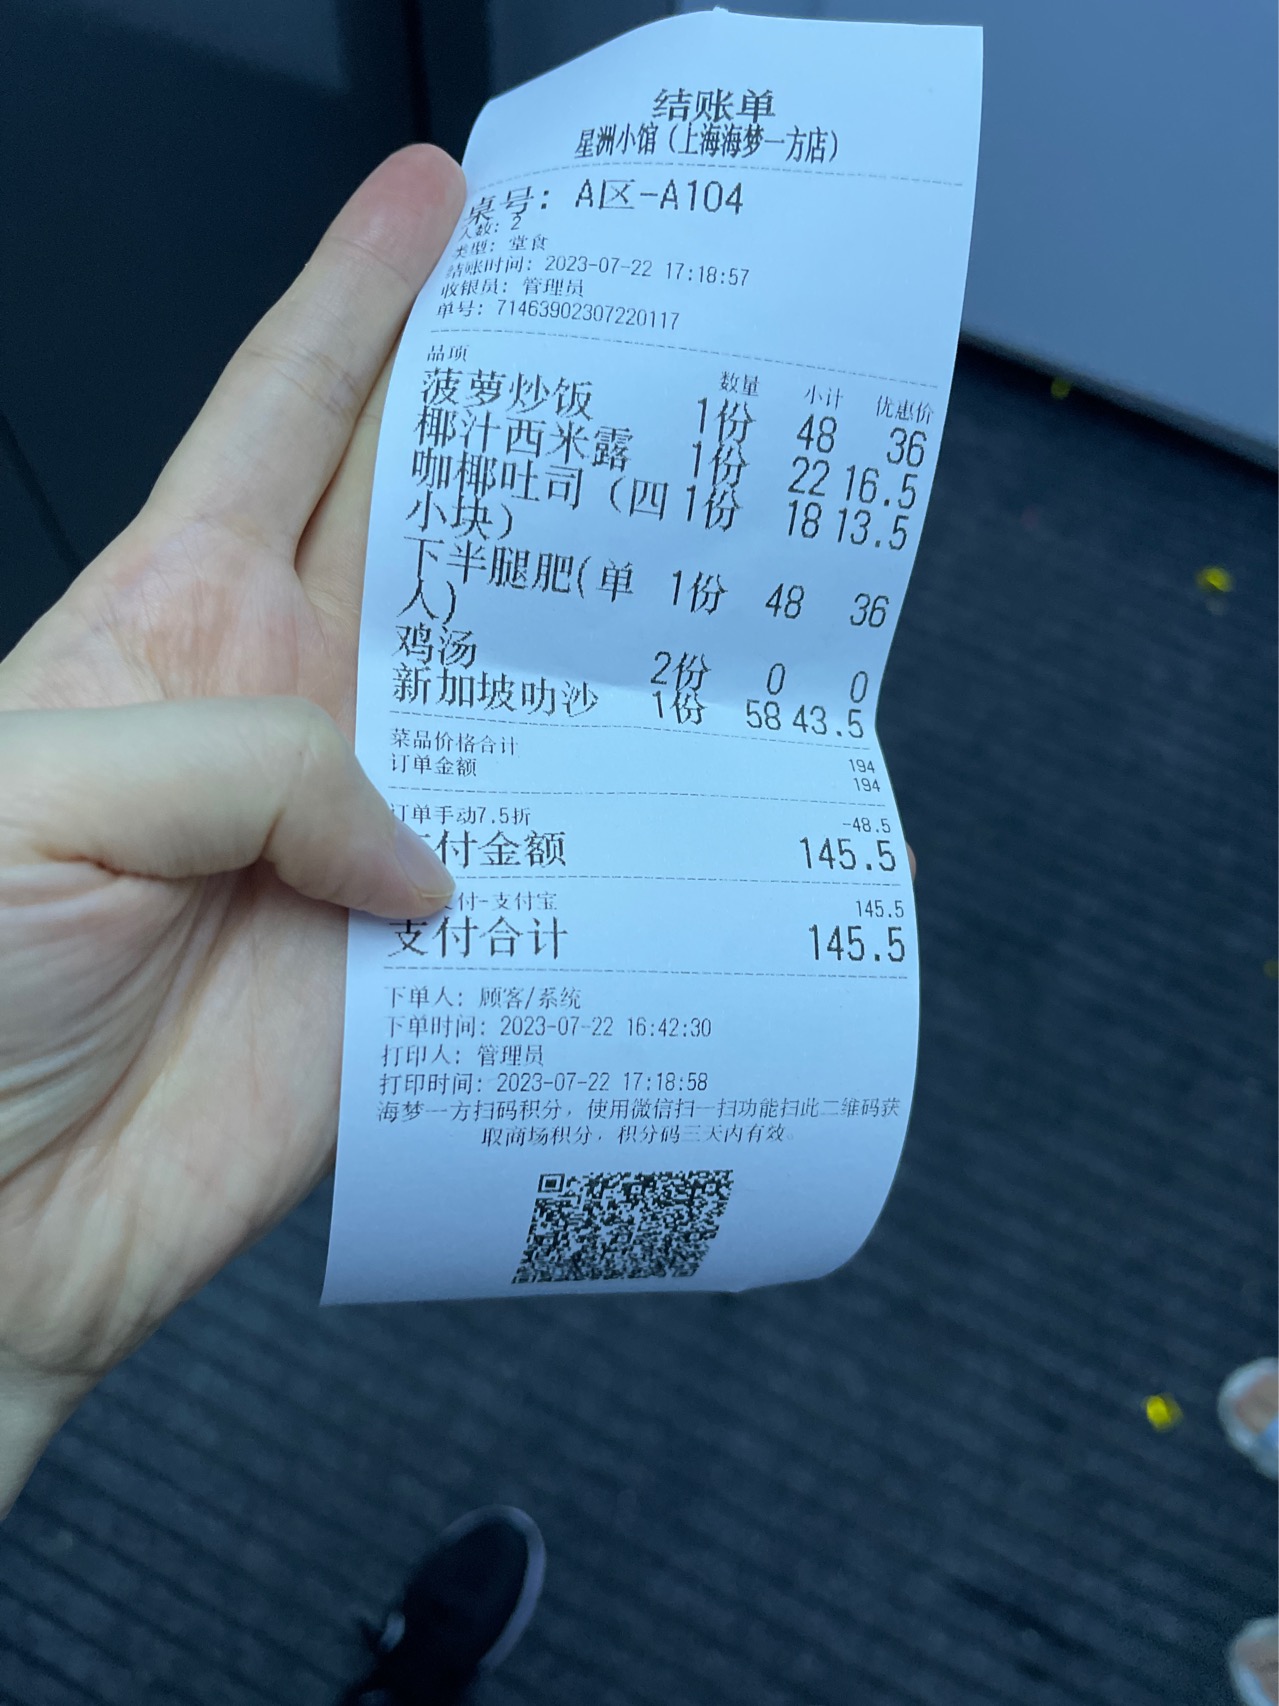 结账单
星洲小馆（上海海梦一方店）
桌号：A区-A104
人数：2
类型：堂食
结账时间：2023-07-22 17:18:57
收银员：管理员
单号：71463902307220117
品项 数量 小计 优惠价
菠萝炒饭 1份 48 36
椰汁西米露 1份 22 16.5
咖椰吐司（四 1份 18 13.5
小块）
下半腿肥(单 1份 48 36
人)
鸡汤 2份 0 0
新加坡叻沙 1份 58 43.5
菜品价格合计 194
订单金额 194
订单手动7.5折 -48.5
付金额 145.5
付-支付宝 145.5
支付合计 145.5
下单人：顾客/系统
下单时间：2023-07-22 16:42:30
打印人：管理员
打印时间：2023-07-22 17:18:58
海梦一方扫码积分，使用微信扫一扫功能扫此二维码获
取商场积分，积分码三天内有效。